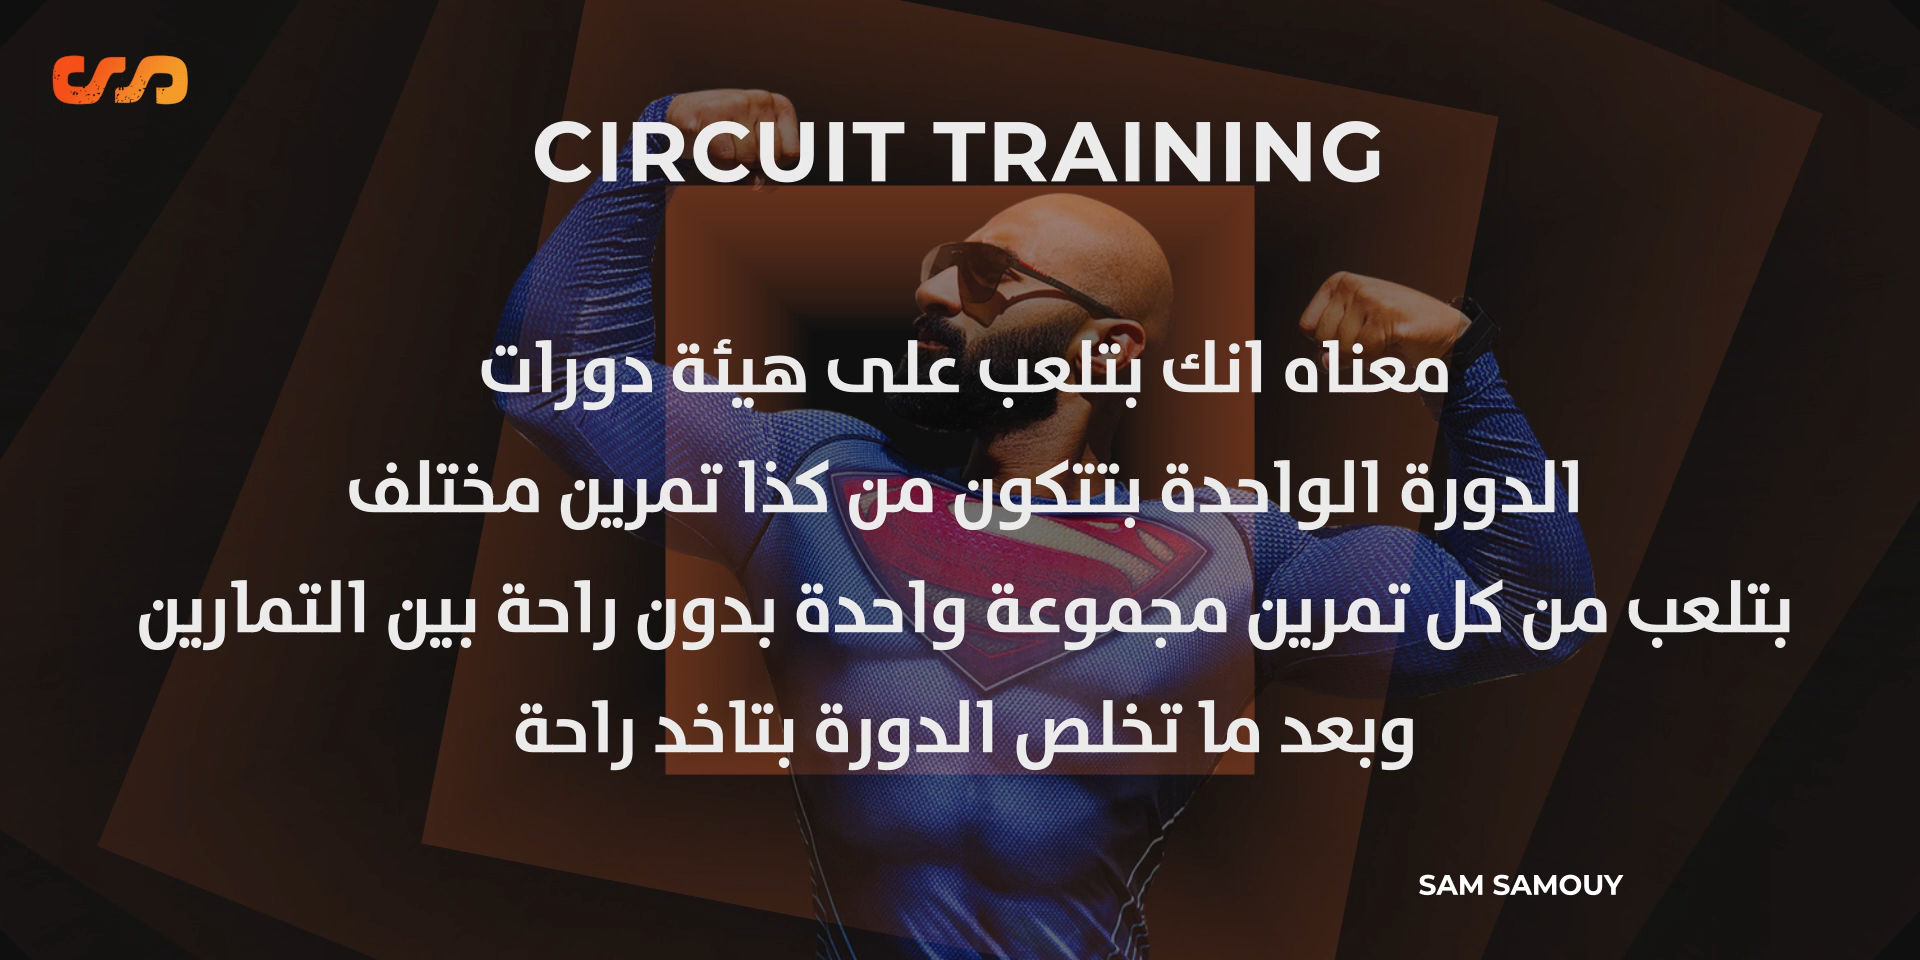 CIRCUIT TRAINING
معناه انك بتلعب على هيئة دورات
الدورة الواحدة بتتكون من كذا تمرين مختلف
بتلعب من كل تمرين مجموعة واحدة بدون راحة بين التمارين
وبعد ما تخلص الدورة بتاخد راحة
SAM SAMOUY